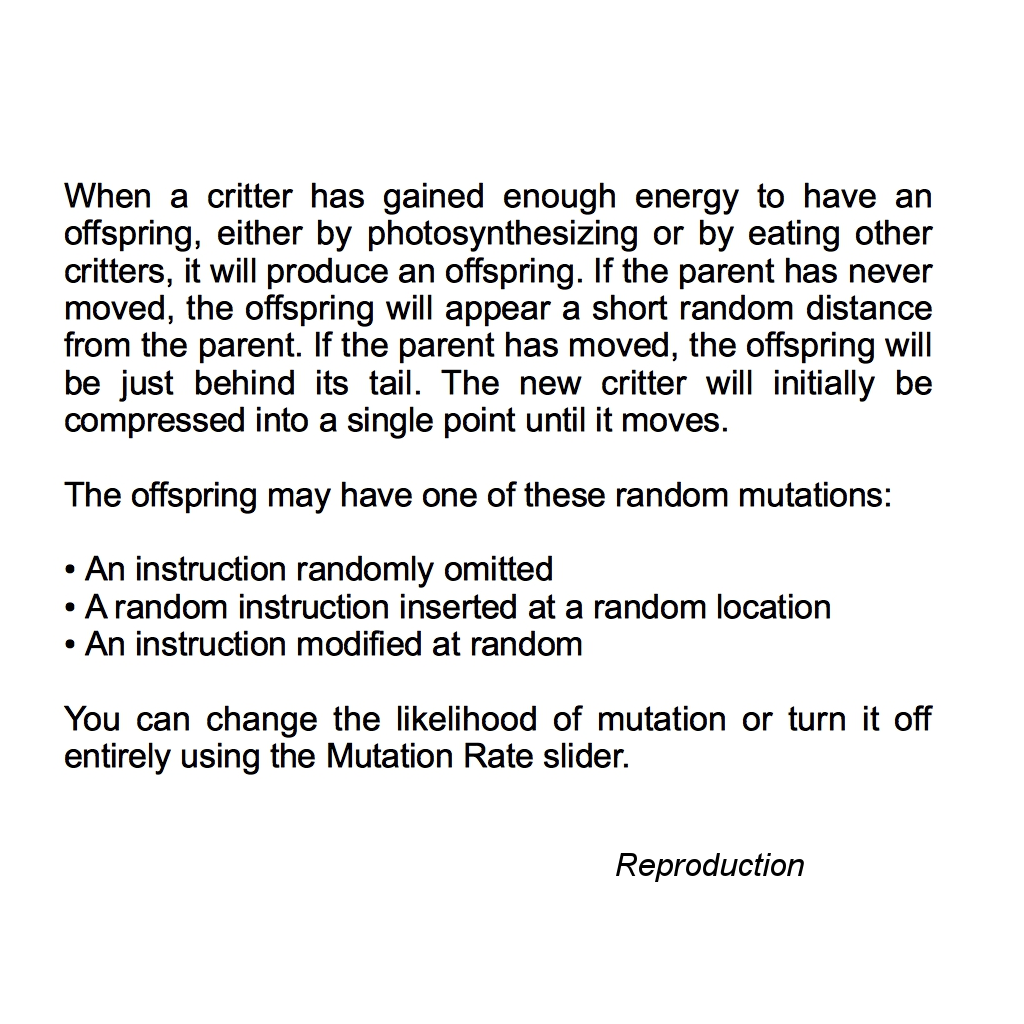 When a critter has gained enough energy to have an
offspring, either by photosynthesizing or by eating other
critters, it will produce an offspring. If the parent has never
moved, the offspring will appear a short random distance
from the parent. If the parent has moved, the offspring will
be just behind its tail. The new critter will initially be
compressed into a single point until it moves.
The offspring may have one of these random mutations:
• An instruction randomly omitted
• A random instruction inserted at a random location
• An instruction modified at random
You can change the likelihood of mutation or turn it off
entirely using the Mutation Rate slider.
Reproduction